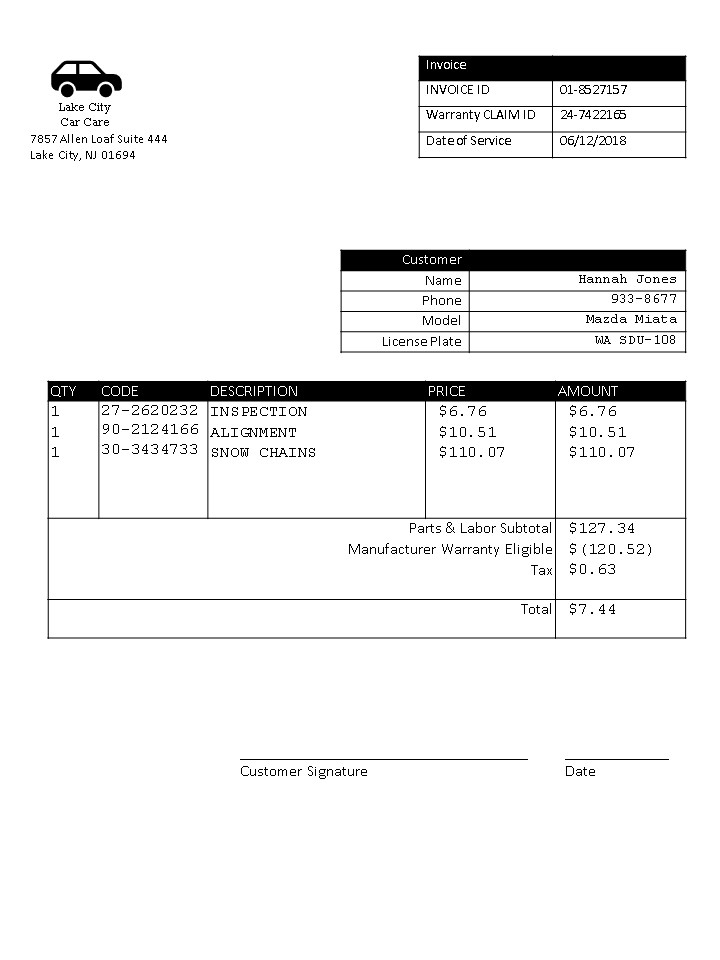 Lake City
Car Care
7857 Allen Loaf Suite 444
Lake City, NJ 01694
Invoice
INVOICE ID 01-8527157
Warranty CLAIM ID 24-7422165
Date of Service 06/12/2018
Customer
Name Hannah Jones
Phone 933-8677
Model Mazda Miata
License Plate WA SDU-108
QTY CODE DESCRIPTION PRICE AMOUNT
1 27-2620232 INSPECTION $6.76 $6.76
1 90-2124166 ALIGNMENT $10.51 $10.51
1 30-3434733 SNOW CHAINS $110.07 $110.07
Parts & Labor Subtotal $127.34
Manufacturer Warranty Eligible $(120.52)
Tax $0.63
Total $7.44
Customer Signature Date